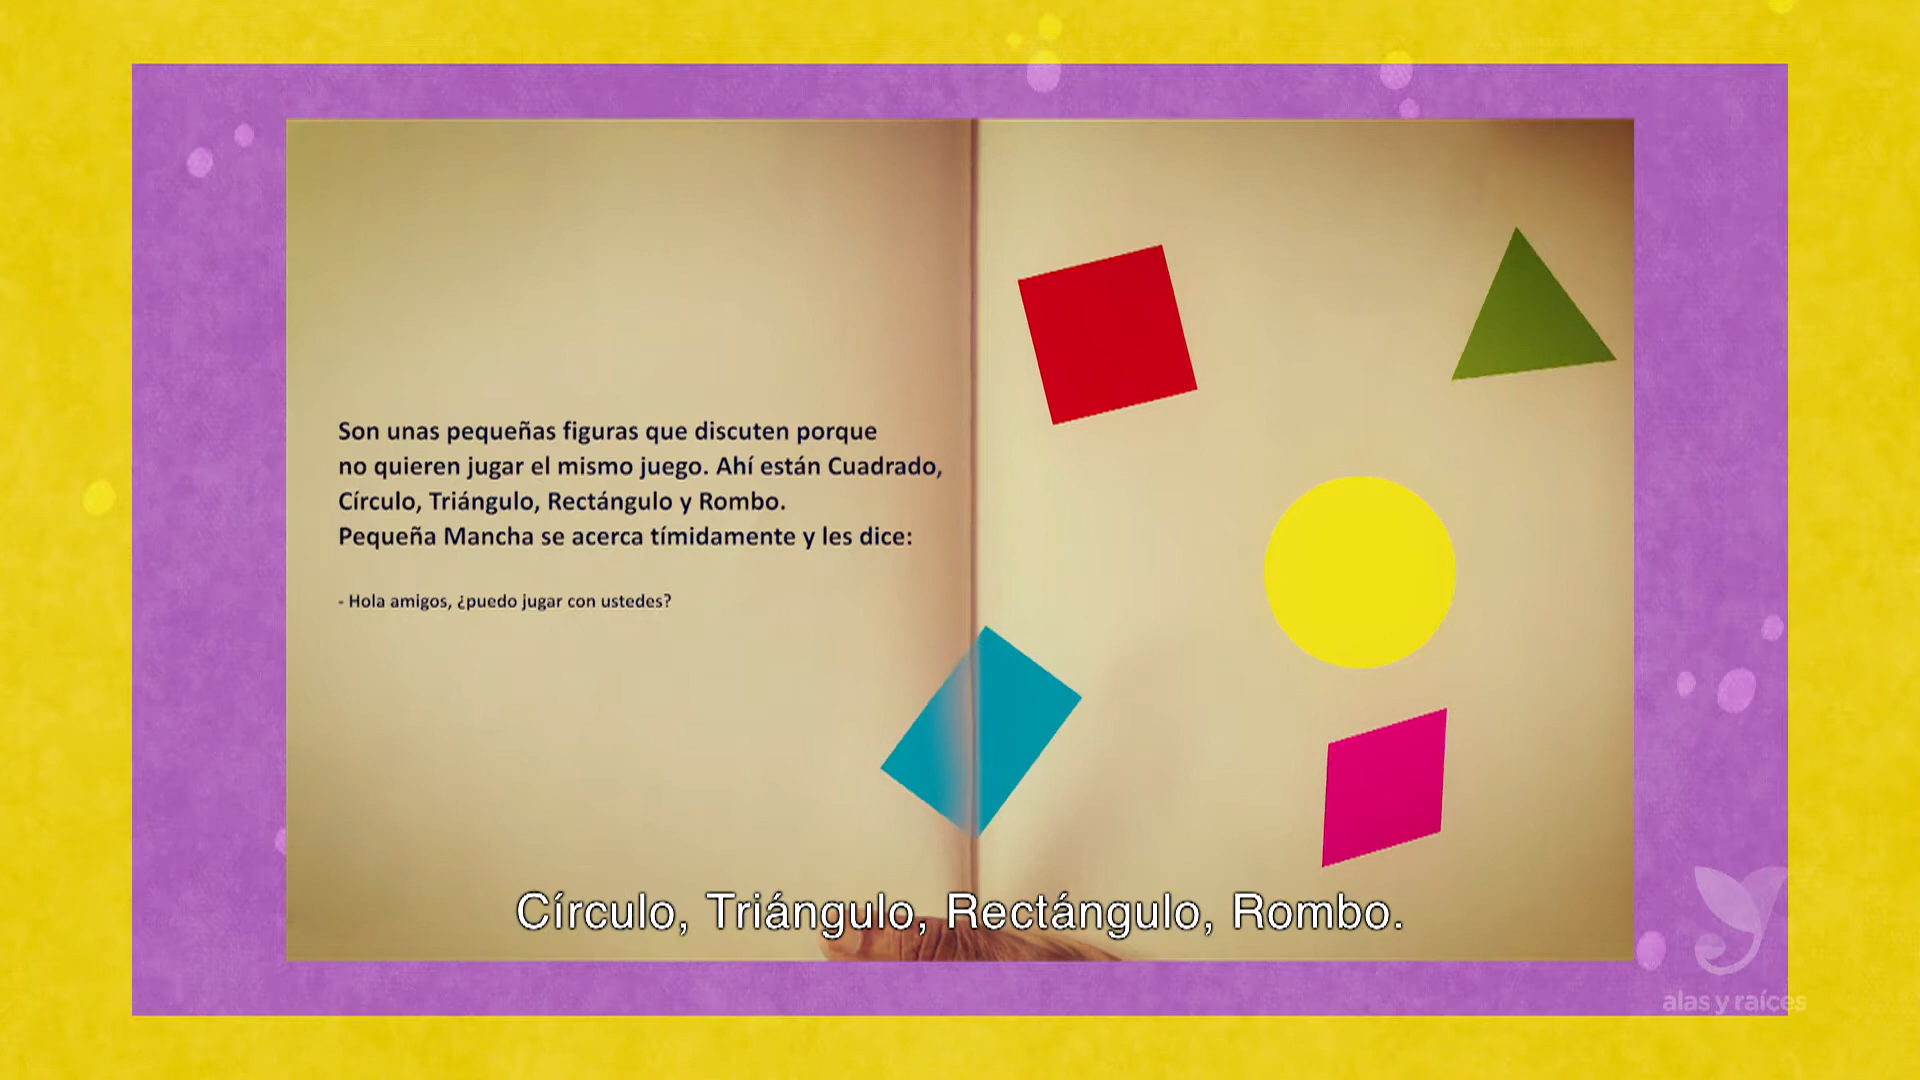 Son unas pequeñas figuras que discuten porque
no quieren jugar el mismo juego. Ahí están Cuadrado,
Círculo, Triángulo, Rectángulo y Rombo.
Pequeña Mancha se acerca tímidamente y les dice:
- Hola amigos, ¿puedo jugar con ustedes?
Círculo, Triángulo, Rectángulo, Rombo.
alas y raíces